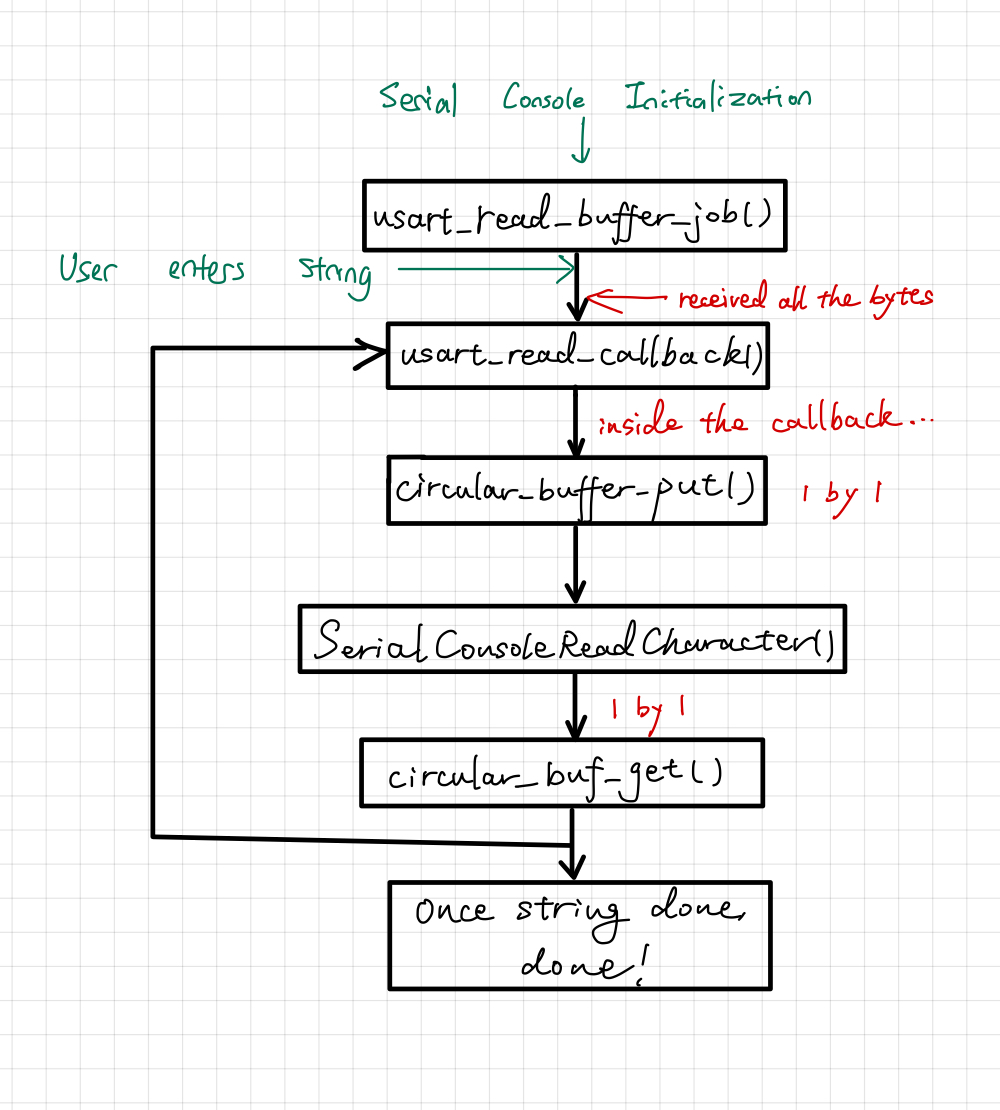 Serial Console Initialization
usart_read_buffer_job()
User enters string
received all the bytes
usart_read_callback()
inside the callback...
circular_buffer_put()
1 by 1
SerialConsoleReadCharacter()
1 by 1
circular_buf_get()
Once string done,
done!